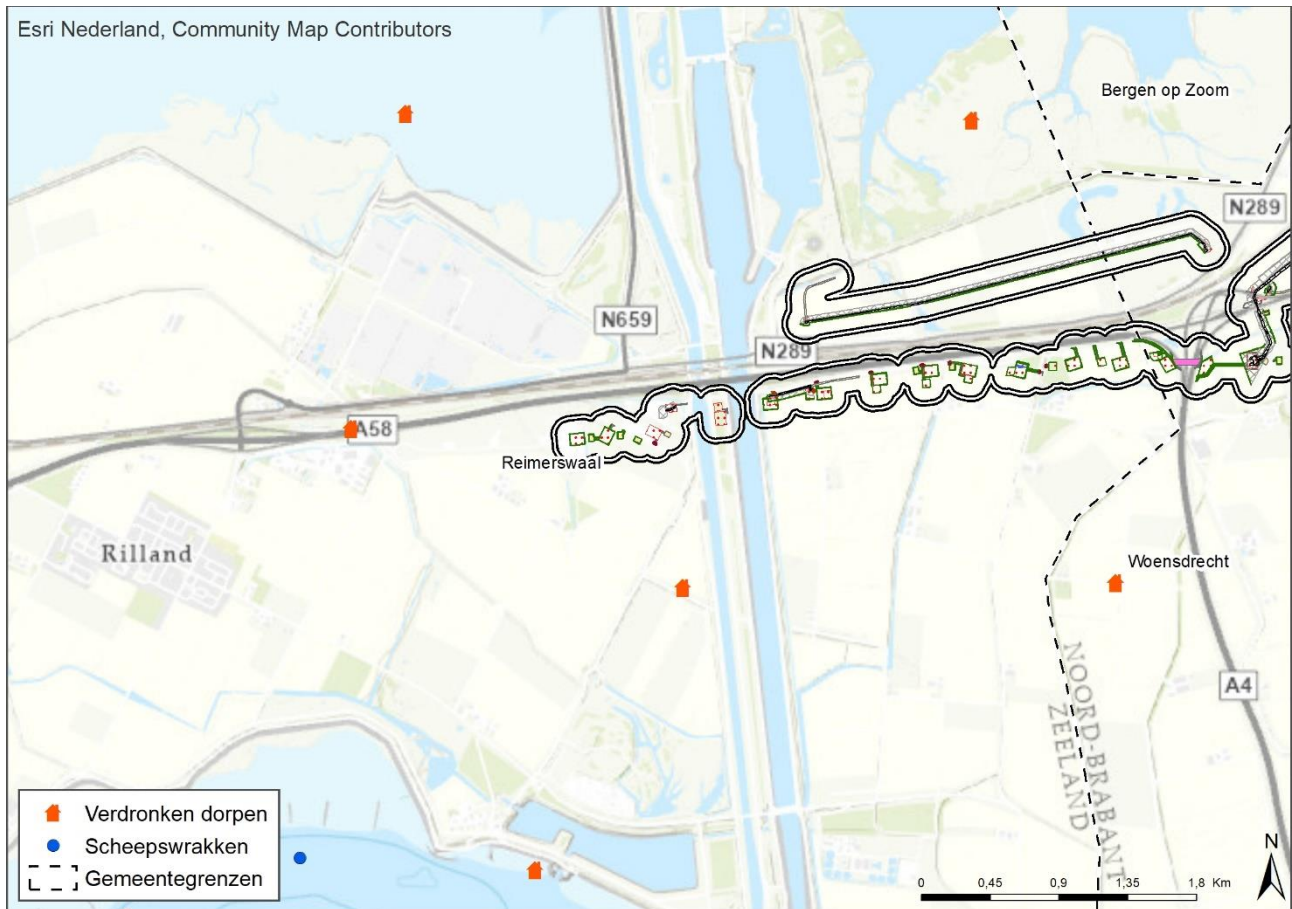 Esri Nederland, Community Map Contributors
Bergen op Zoom
N289
N659
N289
A58
Reimerswaal
Rilland
Woensdrecht
A4
NOORD-BRABANT
ZEELAND
Verdronken dorpen
Scheepswrakken
Gemeentegrenzen
N
0 0,45 0,9 1,35 1,8 Km